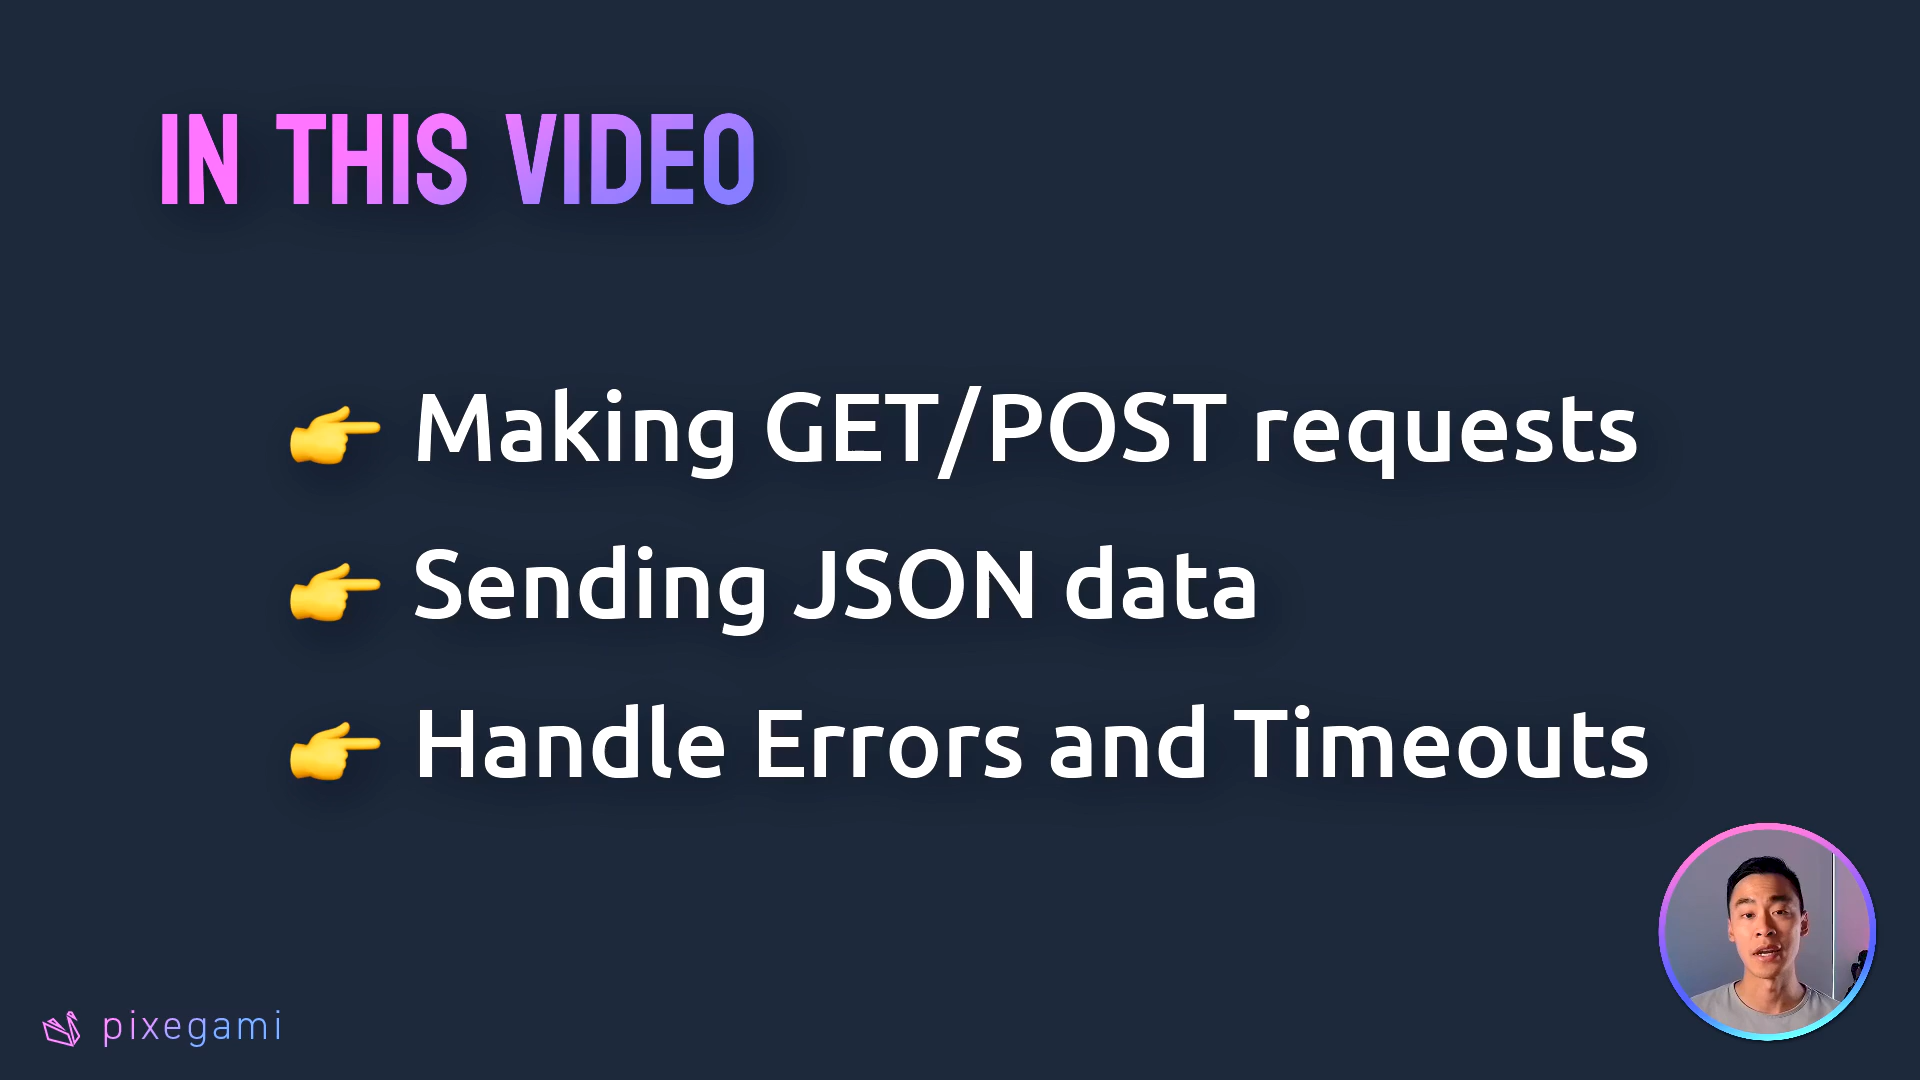 IN THIS VIDEO
👉 Making GET/POST requests
👉 Sending JSON data
👉 Handle Errors and Timeouts
pixegami